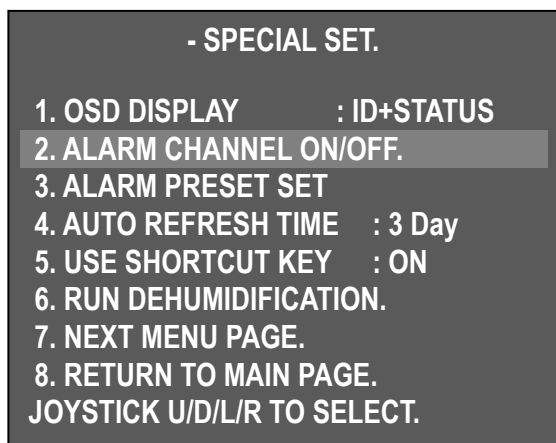 - SPECIAL SET.
1. OSD DISPLAY : ID+STATUS
2. ALARM CHANNEL ON/OFF.
3. ALARM PRESET SET
4. AUTO REFRESH TIME : 3 Day
5. USE SHORTCUT KEY : ON
6. RUN DEHUMIDIFICATION.
7. NEXT MENU PAGE.
8. RETURN TO MAIN PAGE.
JOYSTICK U/D/L/R TO SELECT.